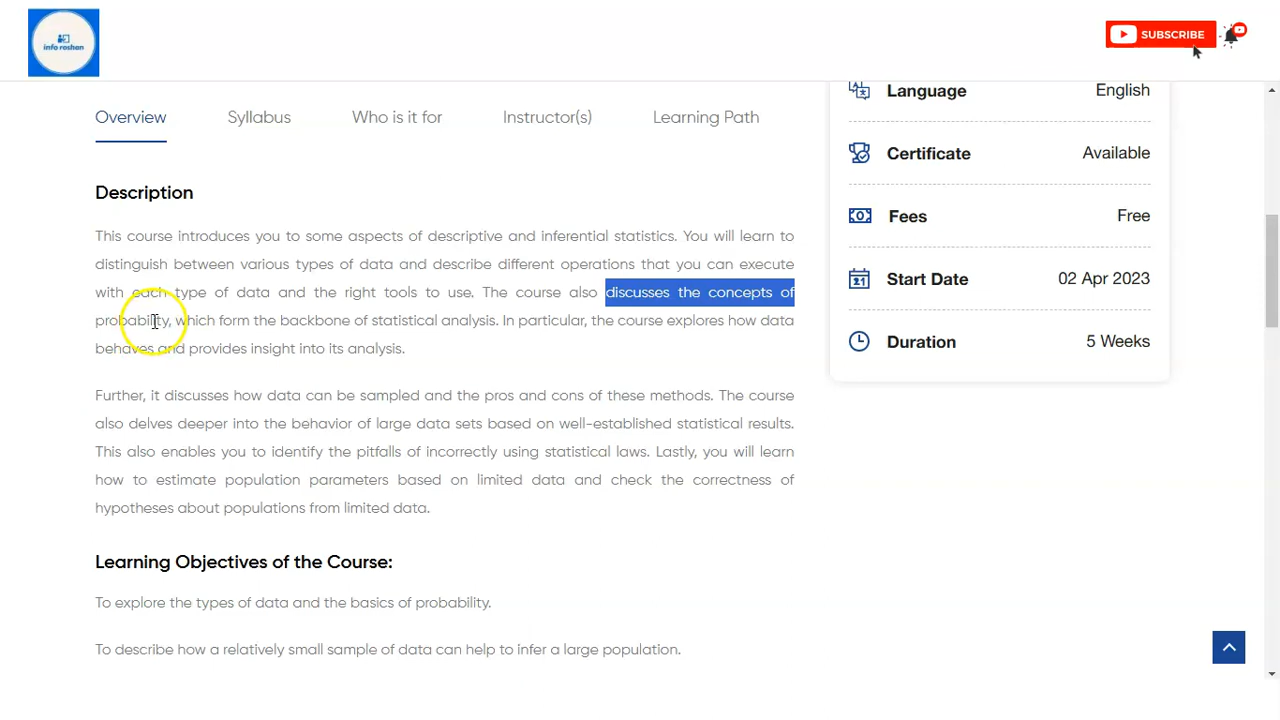 info roshan
SUBSCRIBE
Language English
Overview Syllabus Who is it for Instructor(s) Learning Path
Certificate Available
Description
Fees Free
This course introduces you to some aspects of descriptive and inferential statistics. You will learn to
distinguish between various types of data and describe different operations that you can execute
with each type of data and the right tools to use. The course also discusses the concepts of
probability, which form the backbone of statistical analysis. In particular, the course explores how data
behaves and provides insight into its analysis.
Start Date 02 Apr 2023
Duration 5 Weeks
Further, it discusses how data can be sampled and the pros and cons of these methods. The course
also delves deeper into the behavior of large data sets based on well-established statistical results.
This also enables you to identify the pitfalls of incorrectly using statistical laws. Lastly, you will learn
how to estimate population parameters based on limited data and check the correctness of
hypotheses about populations from limited data.
Learning Objectives of the Course:
To explore the types of data and the basics of probability.
To describe how a relatively small sample of data can help to infer a large population.